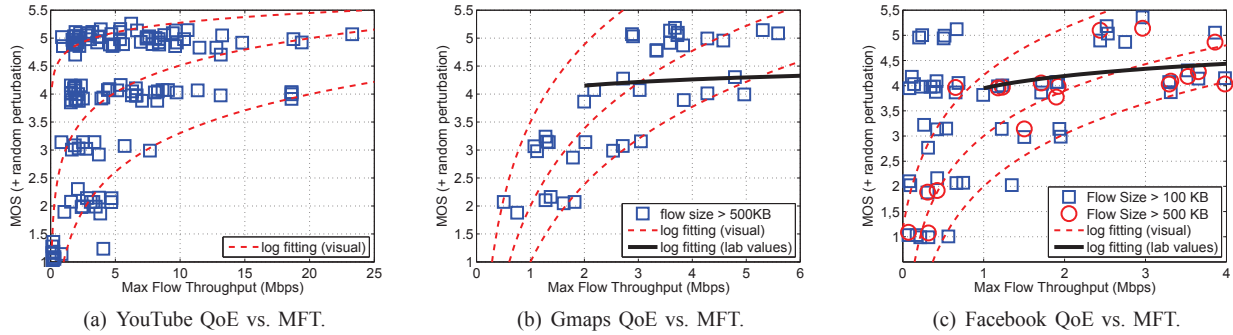 5.5
5
4.5
4
3.5
3
2.5
2
1.5
1
MOS (+ random perturbation)
0 5 10 15 20 25
Max Flow Throughput (Mbps)
log fitting (visual)
(a) YouTube QoE vs. MFT.
5.5
5
4.5
4
3.5
3
2.5
2
1.5
1
MOS (+ random perturbation)
0 1 2 3 4 5 6
Max Flow Throughput (Mbps)
flow size > 500KB
log fitting (visual)
log fitting (lab values)
(b) Gmaps QoE vs. MFT.
5.5
5
4.5
4
3.5
3
2.5
2
1.5
1
MOS (+ random perturbation)
0 1 2 3 4
Max Flow Throughput (Mbps)
Flow Size > 100 KB
Flow Size > 500 KB
log fitting (visual)
log fitting (lab values)
(c) Facebook QoE vs. MFT.